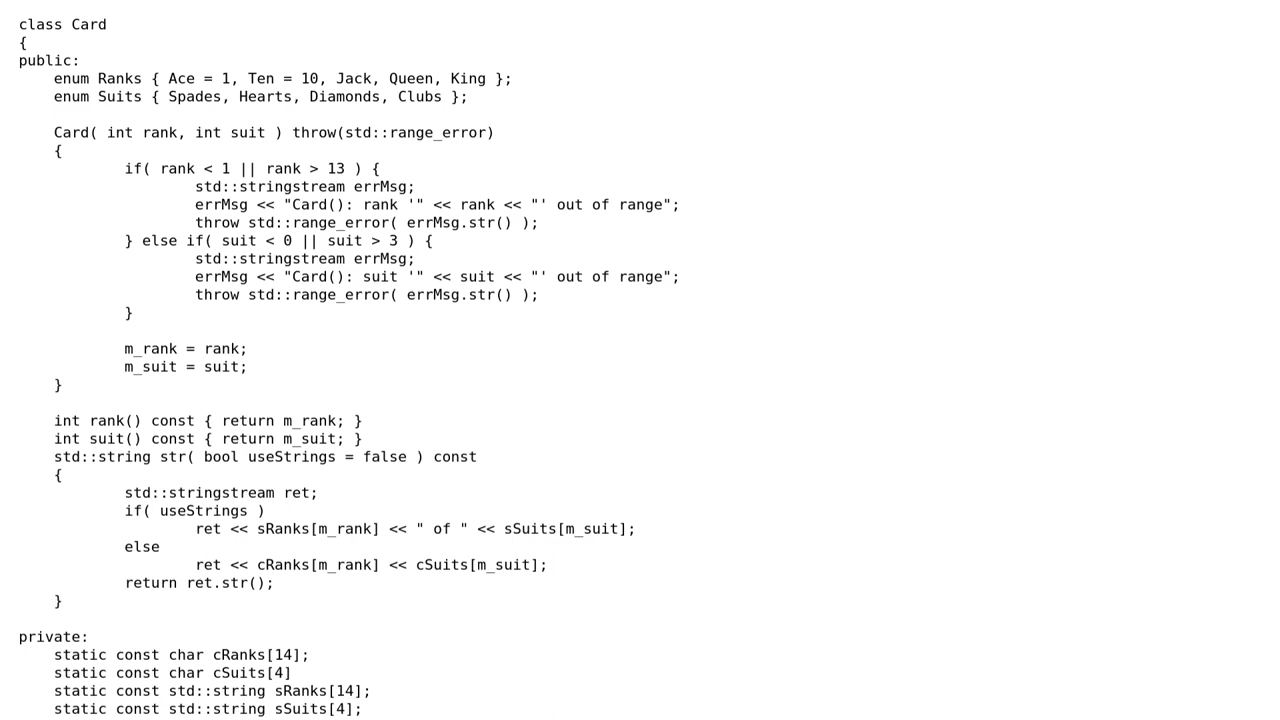 class Card
{
public:
    enum Ranks { Ace = 1, Ten = 10, Jack, Queen, King };
    enum Suits { Spades, Hearts, Diamonds, Clubs };

    Card( int rank, int suit ) throw(std::range_error)
    {
            if( rank < 1 || rank > 13 ) {
                    std::stringstream errMsg;
                    errMsg << "Card(): rank '" << rank << "' out of range";
                    throw std::range_error( errMsg.str() );
            } else if( suit < 0 || suit > 3 ) {
                    std::stringstream errMsg;
                    errMsg << "Card(): suit '" << suit << "' out of range";
                    throw std::range_error( errMsg.str() );
            }

            m_rank = rank;
            m_suit = suit;
    }

    int rank() const { return m_rank; }
    int suit() const { return m_suit; }
    std::string str( bool useStrings = false ) const
    {
            std::stringstream ret;
            if( useStrings )
                    ret << sRanks[m_rank] << " of " << sSuits[m_suit];
            else
                    ret << cRanks[m_rank] << cSuits[m_suit];
            return ret.str();
    }

private:
    static const char cRanks[14];
    static const char cSuits[4]
    static const std::string sRanks[14];
    static const std::string sSuits[4];